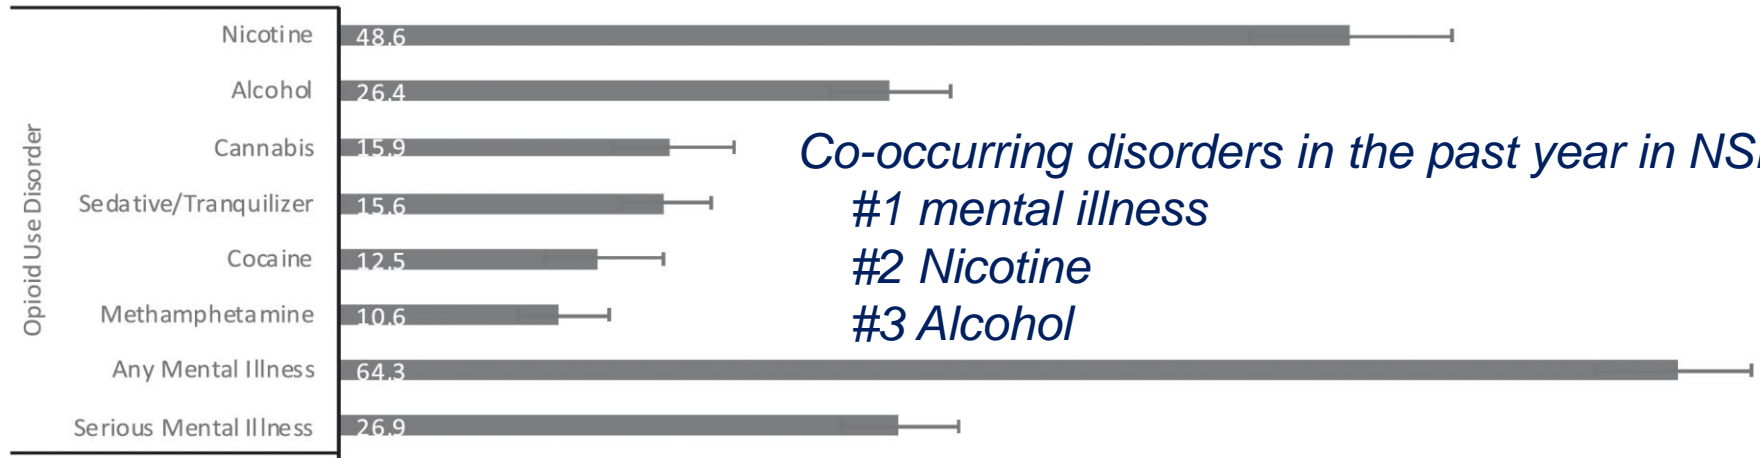 Opioid Use Disorder
Nicotine 48.6
Alcohol 26.4
Cannabis 15.9
Sedative/Tranquilizer 15.6
Cocaine 12.5
Methamphetamine 10.6
Any Mental Illness 64.3
Serious Mental Illness 26.9
Co-occurring disorders in the past year in
#1 mental illness
#2 Nicotine
#3 Alcohol